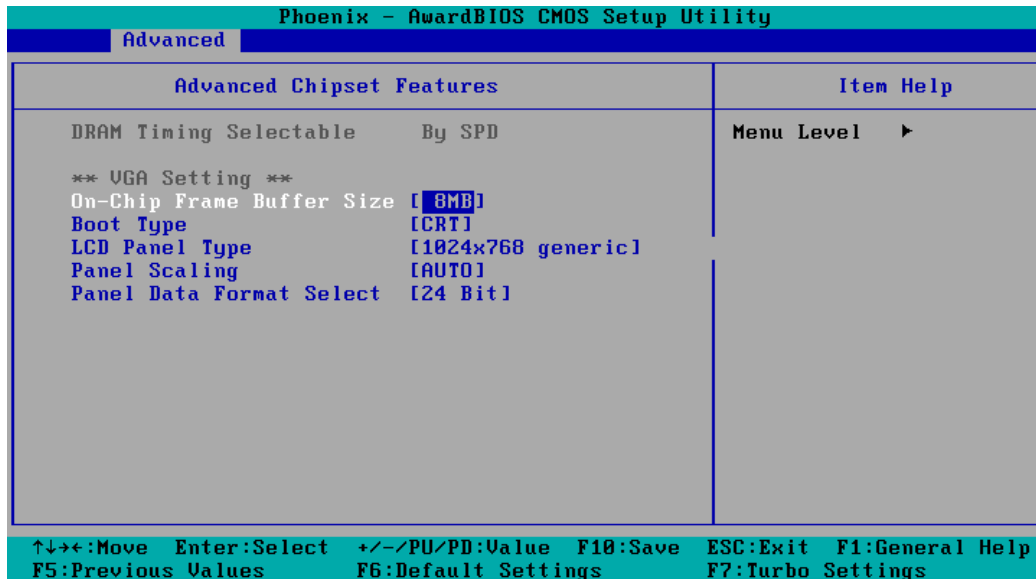 Phoenix - AwardBIOS CMOS Setup Utility
Advanced
Advanced Chipset Features
Item Help
DRAM Timing Selectable By SPD
Menu Level ▶
** VGA Setting **
On-Chip Frame Buffer Size [ 8MB]
Boot Type [CRT]
LCD Panel Type [1024x768 generic]
Panel Scaling [AUTO]
Panel Data Format Select [24 Bit]
↑↓→←:Move Enter:Select +/-/PU/PD:Value F10:Save ESC:Exit F1:General Help
F5:Previous Values F6:Default Settings F7:Turbo Settings